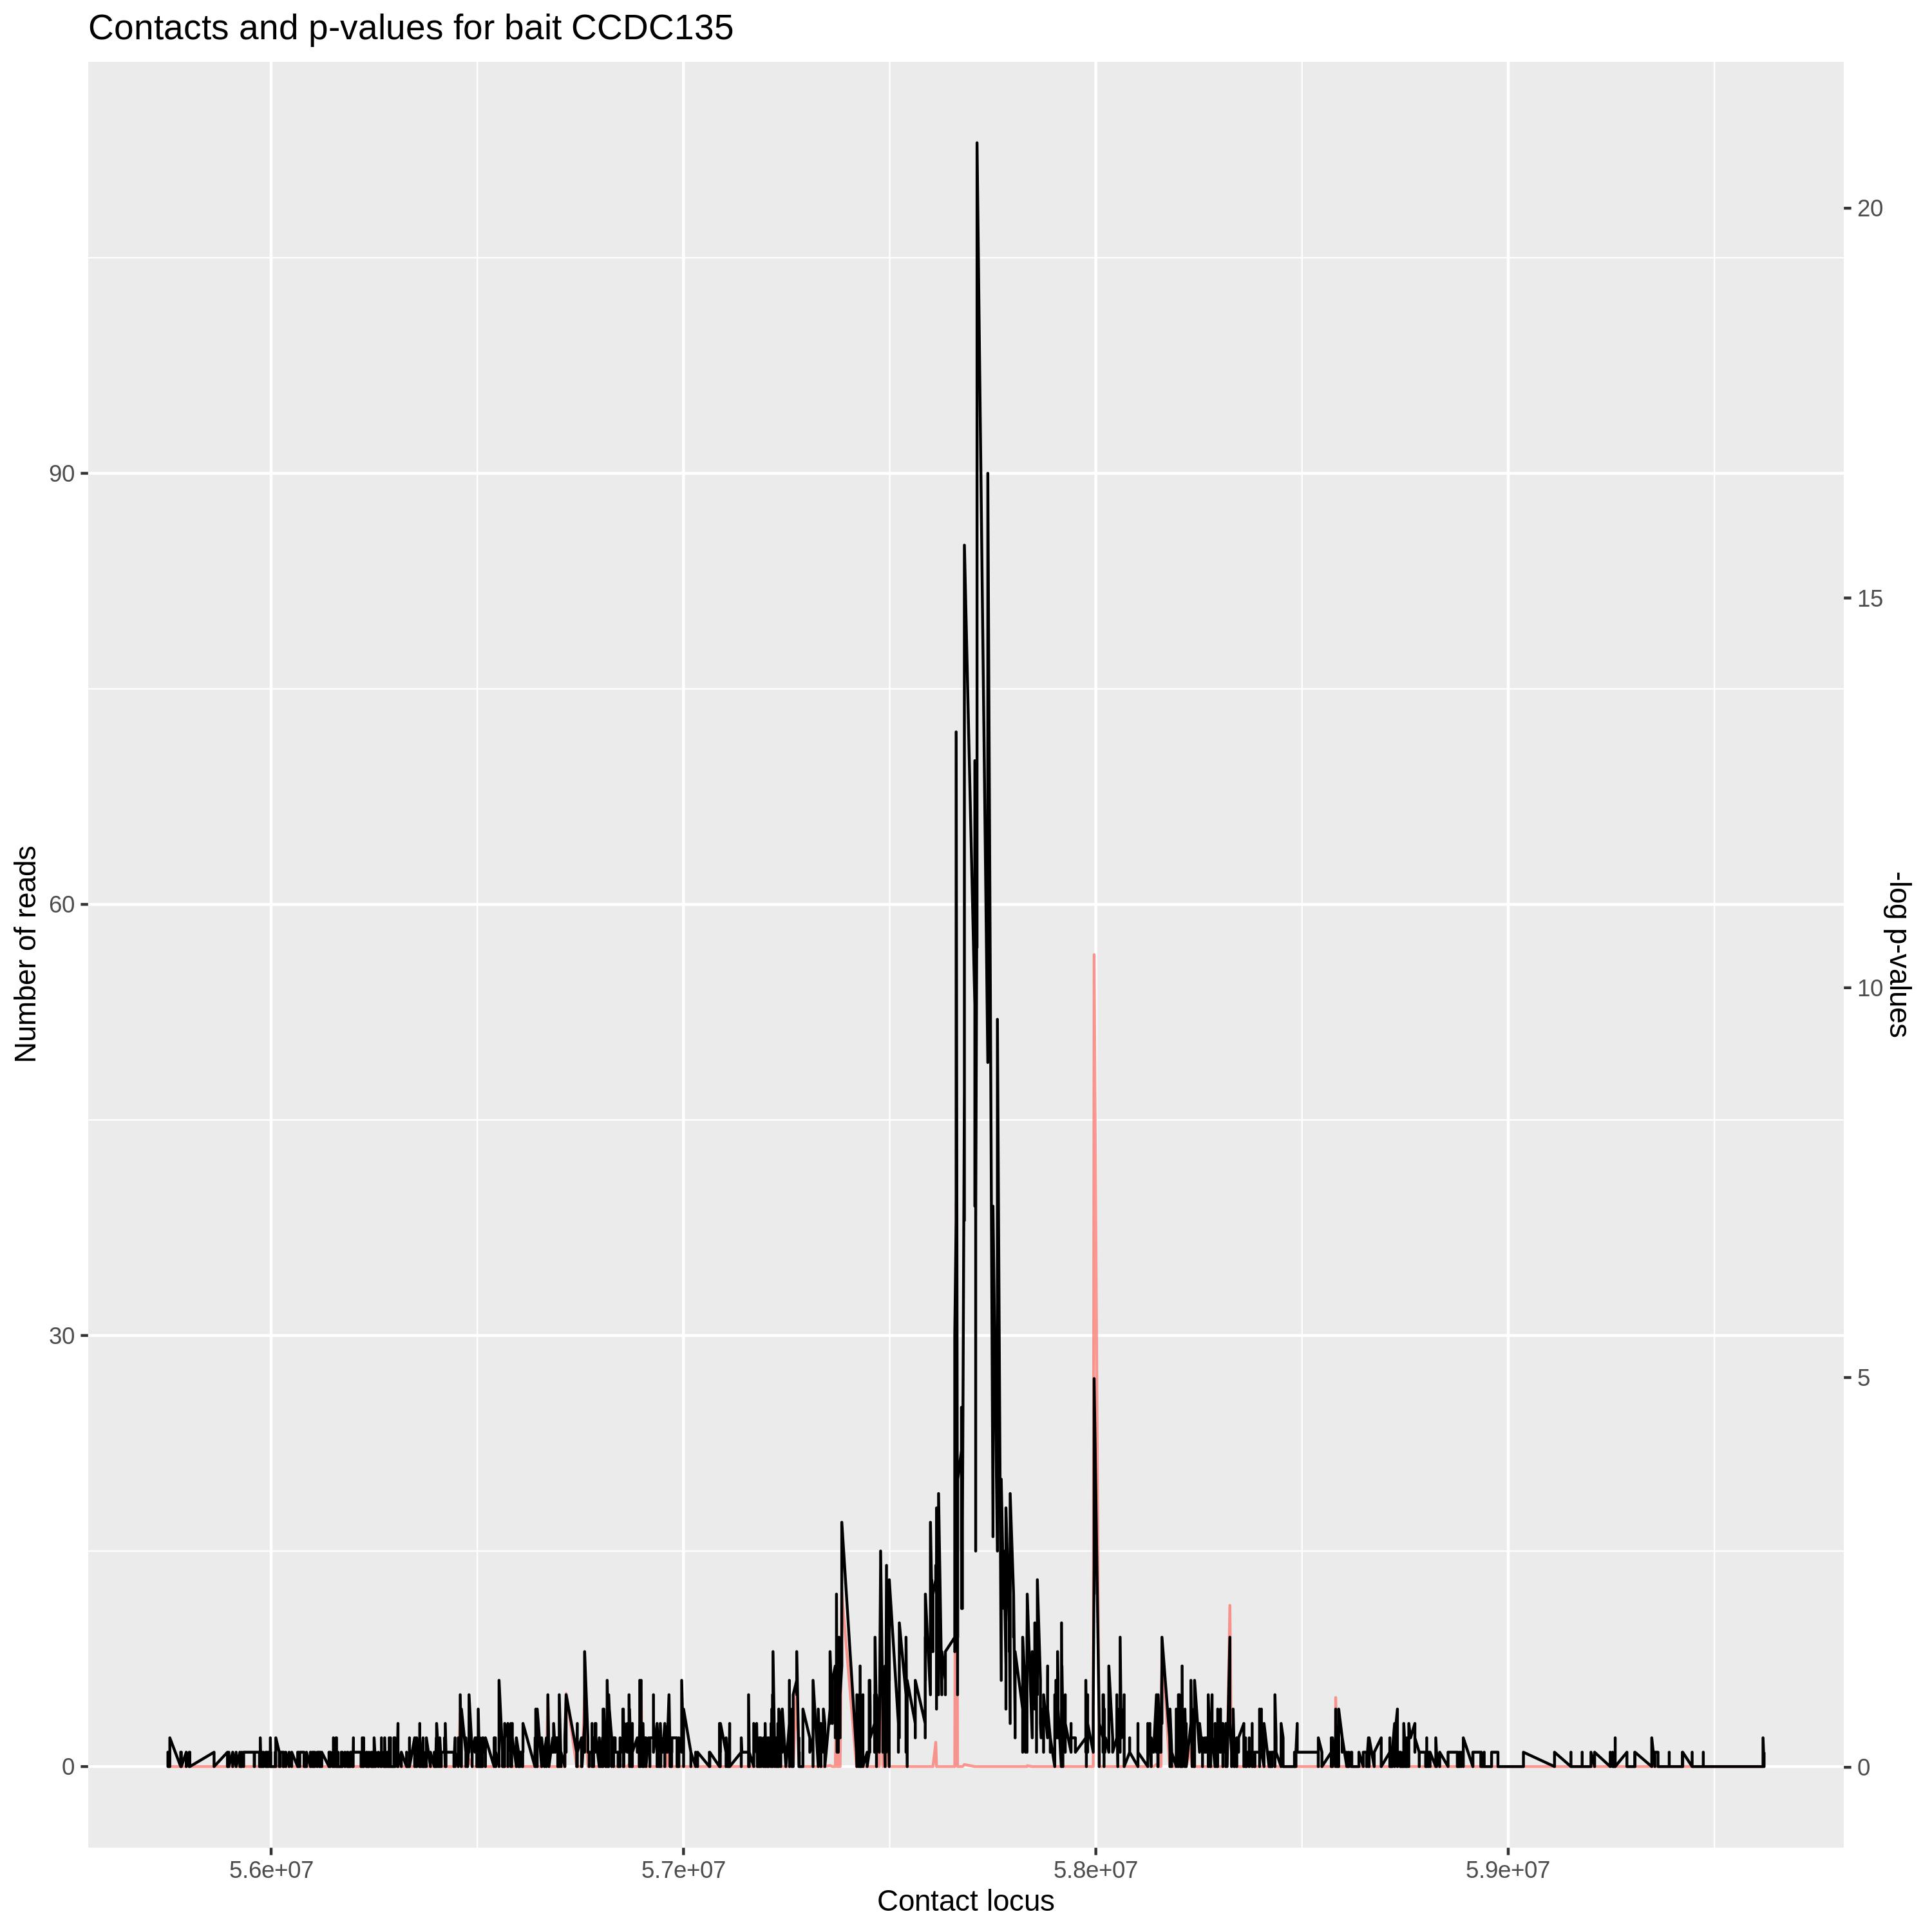 Contacts and p-values for bait CCDC135
Number of reads
90
60
30
0
20
15
10
5
0
-log p-values
5.6e+07
5.7e+07
5.8e+07
5.9e+07
Contact locus